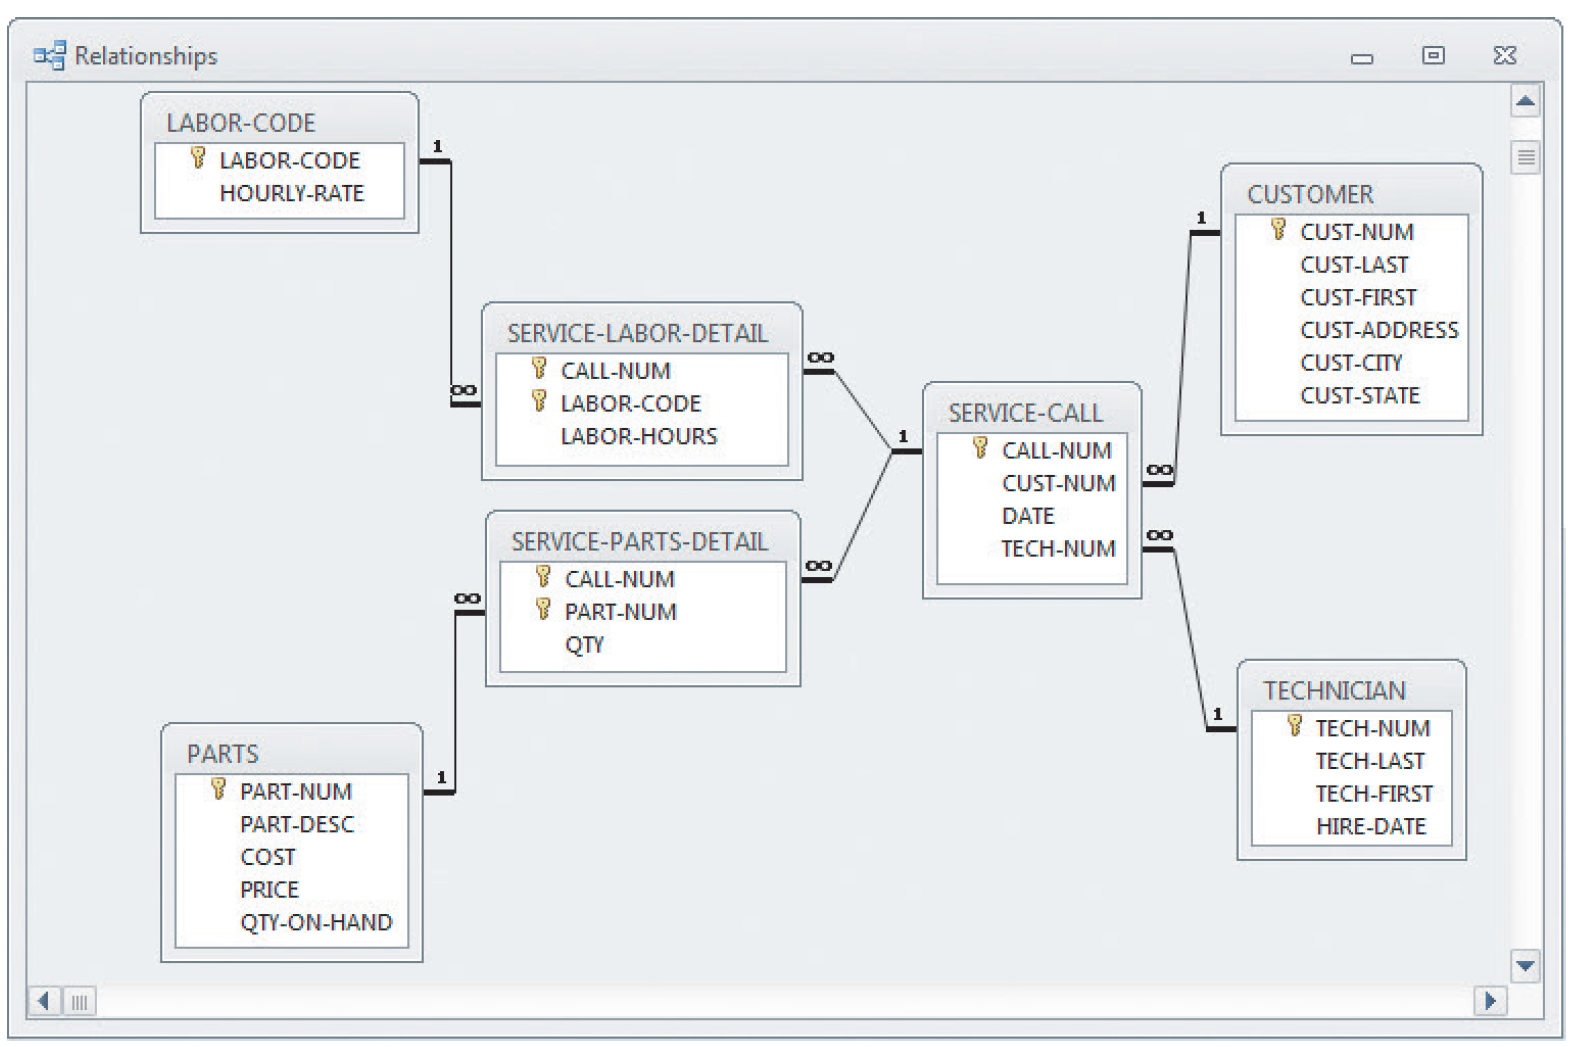 Relationships
LABOR-CODE
LABOR-CODE
HOURLY-RATE
1
∞
SERVICE-LABOR-DETAIL
CALL-NUM
LABOR-CODE
LABOR-HOURS
∞
SERVICE-PARTS-DETAIL
CALL-NUM
PART-NUM
QTY
∞
∞
PARTS
PART-NUM
PART-DESC
COST
PRICE
QTY-ON-HAND
1
1
SERVICE-CALL
CALL-NUM
CUST-NUM
DATE
TECH-NUM
∞
∞
1
CUSTOMER
CUST-NUM
CUST-LAST
CUST-FIRST
CUST-ADDRESS
CUST-CITY
CUST-STATE
1
TECHNICIAN
TECH-NUM
TECH-LAST
TECH-FIRST
HIRE-DATE